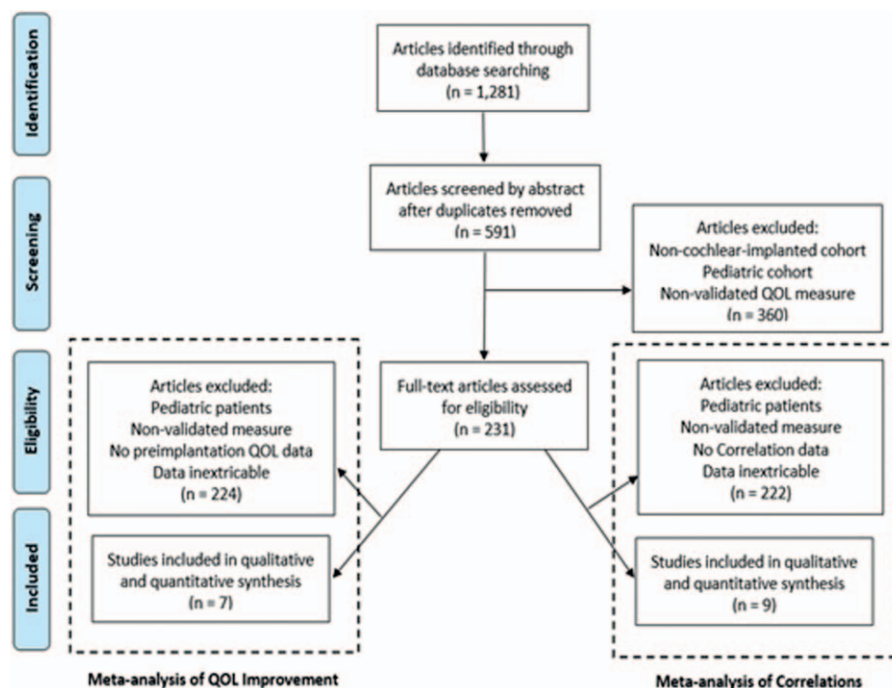 Identification
Articles identified through
database searching
(n = 1,281)
Screening
Articles screened by abstract
after duplicates removed
(n = 591)
Articles excluded:
Non-cochlear-implanted cohort
Pediatric cohort
Non-validated QOL measure
(n = 360)
Eligibility
Articles excluded:
Pediatric patients
Non-validated measure
No preimplantation QOL data
Data inextricable
(n = 224)
Full-text articles assessed
for eligibility
(n = 231)
Articles excluded:
Pediatric patients
Non-validated measure
No Correlation data
Data inextricable
(n = 222)
Included
Studies included in qualitative
and quantitative synthesis
(n = 7)
Studies included in qualitative
and quantitative synthesis
(n = 9)
Meta-analysis of QOL Improvement
Meta-analysis of Correlations